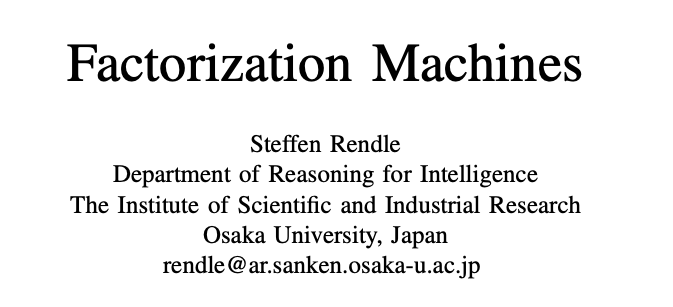 Factorization Machines
Steffen Rendle
Department of Reasoning for Intelligence
The Institute of Scientific and Industrial Research
Osaka University, Japan
rendle@ar.sanken.osaka-u.ac.jp